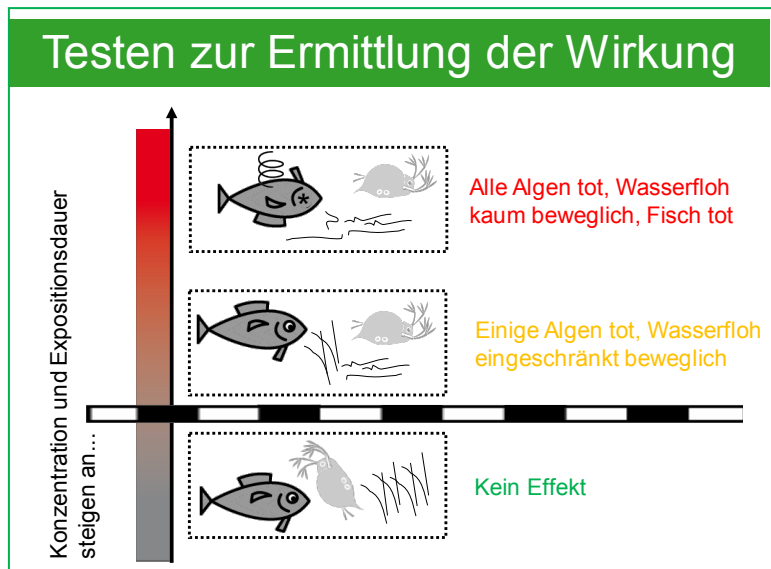 Testen zur Ermittlung der Wirkung
Konzentration und Expositionsdauer
steigen an...
Alle Algen tot, Wasserfloh
kaum beweglich, Fisch tot
Einige Algen tot, Wasserfloh
eingeschränkt beweglich
Kein Effekt